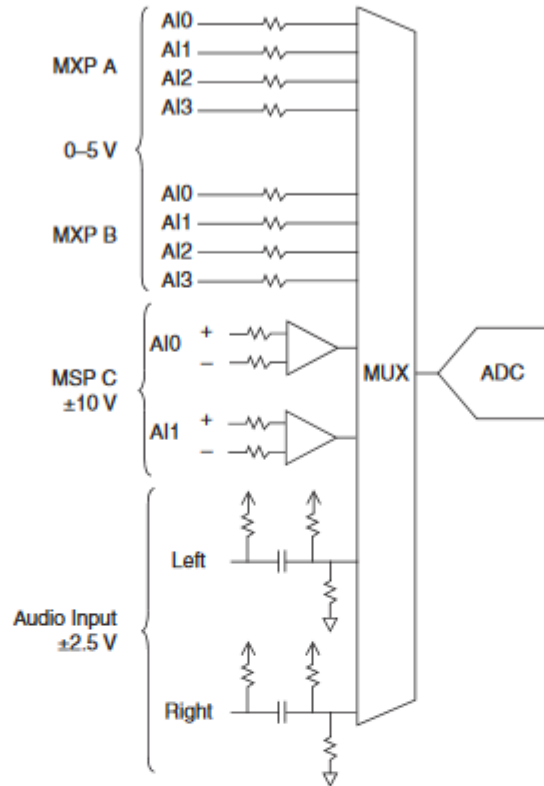 MXP A
0–5 V
MXP B
AI0
AI1
AI2
AI3
AI0
AI1
AI2
AI3
MSP C
±10 V
AI0
+
–
AI1
+
–
Audio Input
±2.5 V
Left
Right
MUX
ADC